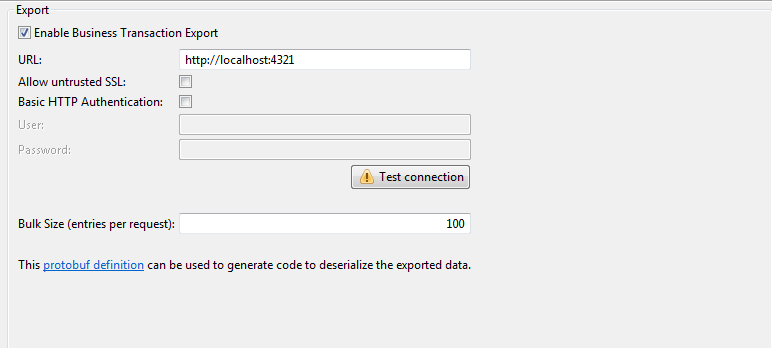 Export
Enable Business Transaction Export
URL: http://localhost:4321
Allow untrusted SSL:
Basic HTTP Authentication:
User:
Password:
Test connection
Bulk Size (entries per request): 100
This protobuf definition can be used to generate code to deserialize the exported data.